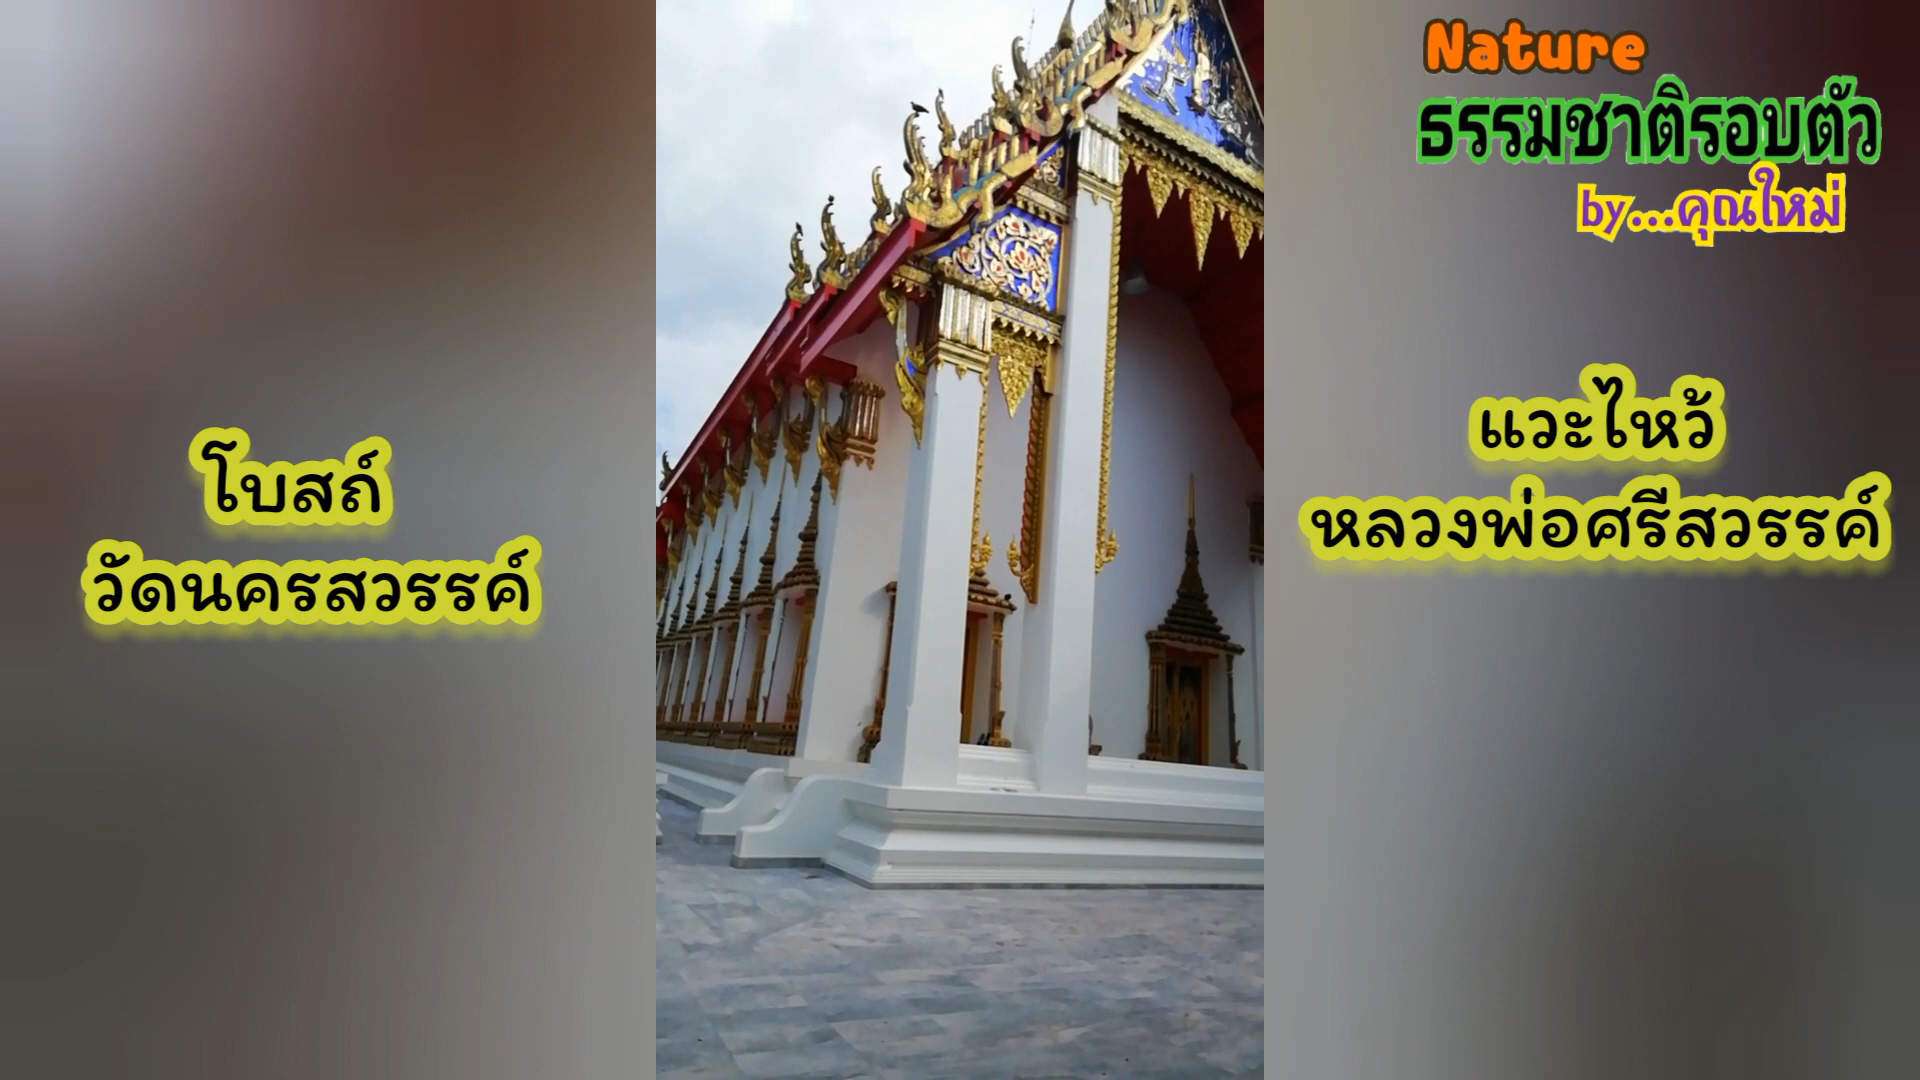 Nature
ธรรมชาติรอบตัว
by...คุณใหม่
โบสถ์
วัดนครสวรรค์
แวะไหว้
หลวงพ่อศรีสวรรค์